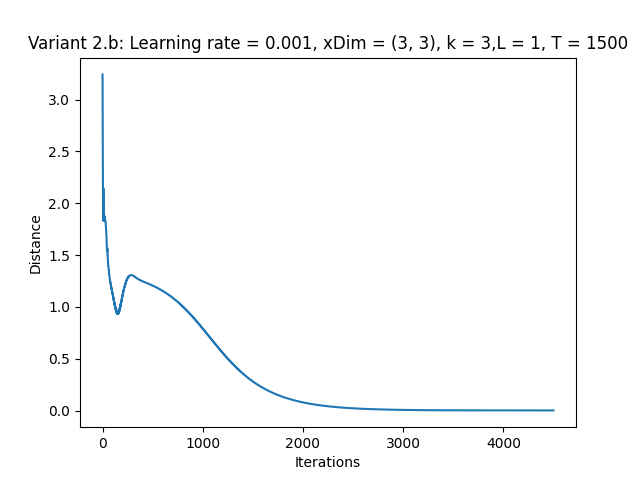 Variant 2.b: Learning rate = 0.001, xDim = (3, 3), k = 3,L = 1, T = 1500
3.0
2.5
2.0
1.5
1.0
0.5
0.0
Distance
0 1000 2000 3000 4000
Iterations